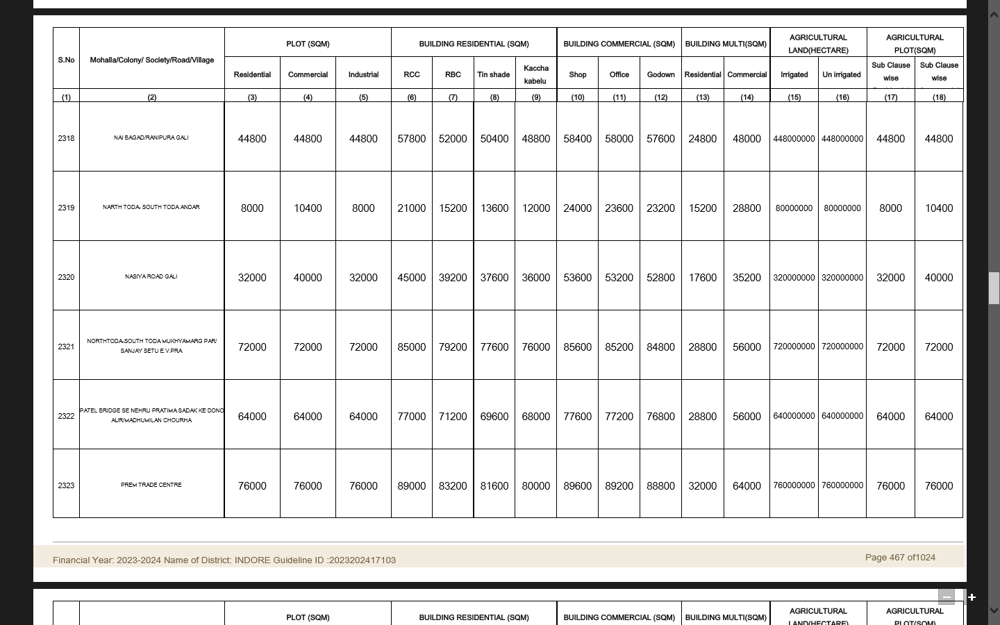 S.No
Mohalla/Colony/ Society/Road/Village
PLOT (SQM)
BUILDING RESIDENTIAL (SQM)
BUILDING COMMERCIAL (SQM)
BUILDING MULTI(SQM)
AGRICULTURAL
LAND(HECTARE)
AGRICULTURAL
PLOT(SQM)
Residential Commercial Industrial RCC RBC Tin shade Kaccha kabelu Shop Office Godown Residential Commercial Irrigated Un irrigated Sub Clause wise Sub Clause wise
(1) (2) (3) (4) (5) (6) (7) (8) (9) (10) (11) (12) (13) (14) (15) (16) (17) (18)
2318 NAI BAGAD/RANIPURA GALI 44800 44800 44800 57800 52000 50400 48800 58400 58000 57600 24800 48000 448000000 448000000 44800 44800
2319 NARTH TODA- SOUTH TODA ANDAR 8000 10400 8000 21000 15200 13600 12000 24000 23600 23200 15200 28800 80000000 80000000 8000 10400
2320 NASIYA ROAD GALI 32000 40000 32000 45000 39200 37600 36000 53600 53200 52800 17600 35200 320000000 320000000 32000 40000
2321 NORTHTODA-SOUTH TODA MUKHYAMARG PAR/
SANJAY SETU E.V.PRA 72000 72000 72000 85000 79200 77600 76000 85600 85200 84800 28800 56000 720000000 720000000 72000 72000
2322 PATEL BRIDGE SE NEHRU PRATIMA SADAK KE DONO
AUR/MADHUMILAN CHOURHA 64000 64000 64000 77000 71200 69600 68000 77600 77200 76800 28800 56000 640000000 640000000 64000 64000
2323 PREM TRADE CENTRE 76000 76000 76000 89000 83200 81600 80000 89600 89200 88800 32000 64000 760000000 760000000 76000 76000
Financial Year: 2023-2024 Name of District: INDORE Guideline ID :2023202417103
Page 467 of1024
PLOT (SQM)
BUILDING RESIDENTIAL (SQM)
BUILDING COMMERCIAL (SQM)
BUILDING MULTI(SQM)
AGRICULTURAL
LAND(HECTARE)
AGRICULTURAL
PLOT(SQM)